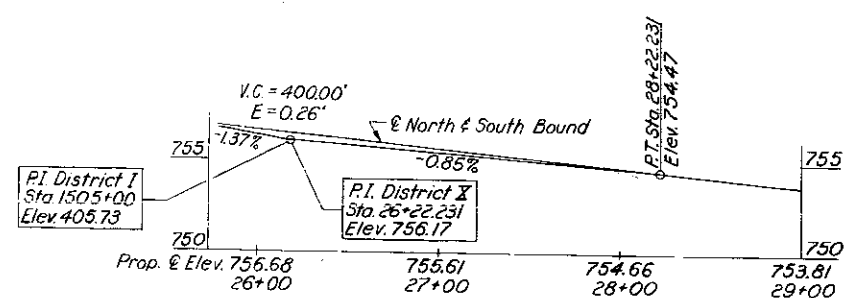 V.C. = 400.00'
E = 0.26'
P.T. Sta. 28+22.231
Elev. 754.47
℄ North & South Bound
-1.37%
-0.85%
755
755
P.I. District I
Sta. 1505+00
Elev. 405.73
P.I. District X
Sta. 26+22.231
Elev. 756.17
750
750
Prop. ℄ Elev. 756.68 755.61 754.66 753.81
26+00 27+00 28+00 29+00